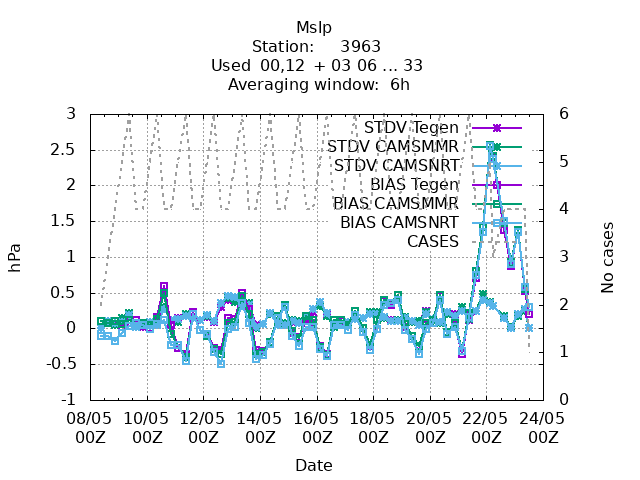 Mslp
Station: 3963
Used 00,12 + 03 06 ... 33
Averaging window: 6h
3
2.5
2
1.5
1
0.5
0
-0.5
-1
hPa
6
5
4
3
2
1
0
No cases
STDV Tegen
STDV CAMSMMR
STDV CAMSNRT
BIAS Tegen
BIAS CAMSMMR
BIAS CAMSNRT
CASES
08/05 10/05 12/05 14/05 16/05 18/05 20/05 22/05 24/05
00Z 00Z 00Z 00Z 00Z 00Z 00Z 00Z 00Z
Date